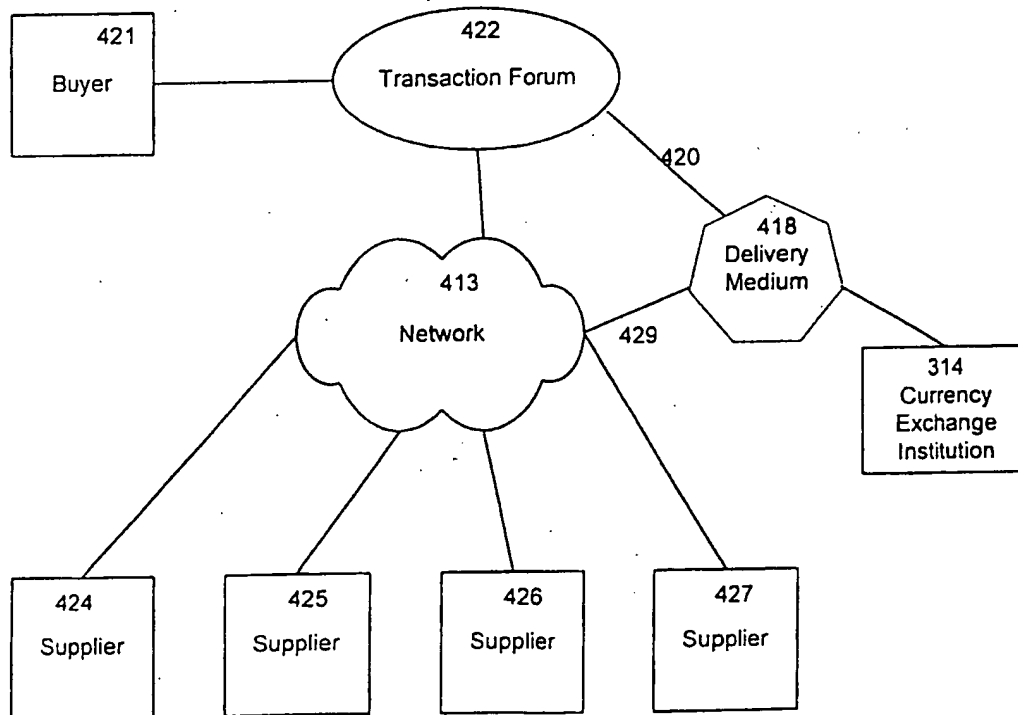 421
Buyer
422
Transaction Forum
420
418
Delivery
Medium
413
Network
429
314
Currency
Exchange
Institution
424
Supplier
425
Supplier
426
Supplier
427
Supplier